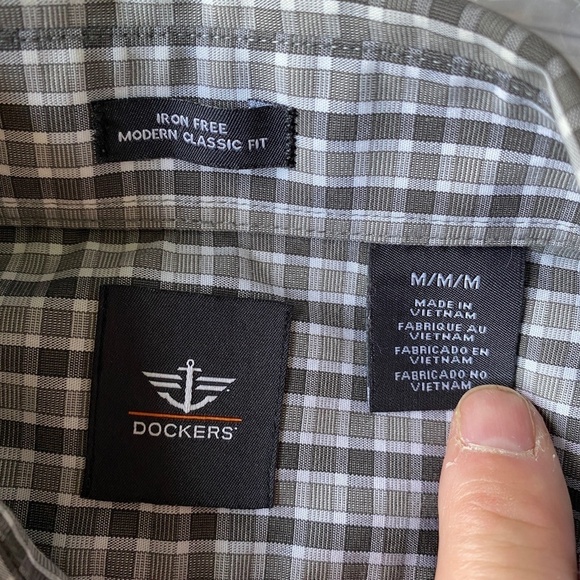 IRON FREE
MODERN CLASSIC FIT
M/M/M
MADE IN
VIETNAM
FABRIQUE AU
VIETNAM
FABRICADO EN
VIETNAM
FABRICADO NO
VIETNAM
DOCKERS